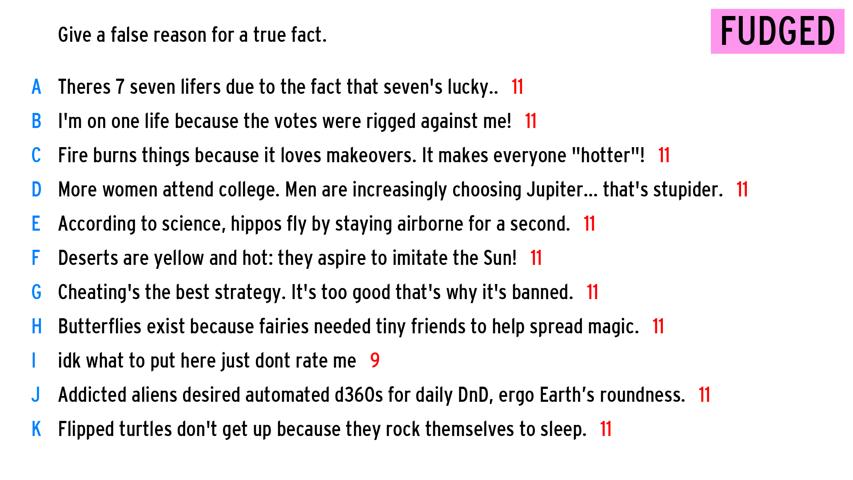 Give a false reason for a true fact.
FUDGED
A Theres 7 seven lifers due to the fact that seven's lucky.. 11
B I'm on one life because the votes were rigged against me! 11
C Fire burns things because it loves makeovers. It makes everyone "hotter"! 11
D More women attend college. Men are increasingly choosing Jupiter... that's stupider. 11
E According to science, hippos fly by staying airborne for a second. 11
F Deserts are yellow and hot: they aspire to imitate the Sun! 11
G Cheating's the best strategy. It's too good that's why it's banned. 11
H Butterflies exist because fairies needed tiny friends to help spread magic. 11
I idk what to put here just dont rate me 9
J Addicted aliens desired automated d360s for daily DnD, ergo Earth’s roundness. 11
K Flipped turtles don't get up because they rock themselves to sleep. 11